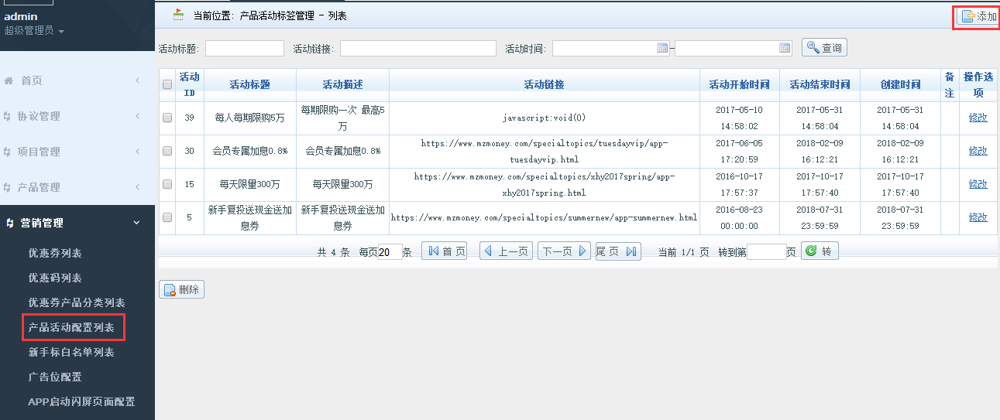 admin
超级管理员
首页
协议管理
项目管理
产品管理
营销管理
优惠券列表
优惠码列表
优惠券产品分类列表
产品活动配置列表
新手标白名单列表
广告位配置
APP启动闪屏页面配置
当前位置: 产品活动标签管理 - 列表
添加
活动标题: 活动链接: 活动时间: - 查询
活动ID 活动标题 活动描述 活动链接 活动开始时间 活动结束时间 创建时间 备注 操作选项
39 每人每期限购5万 每期限购一次 最高5万 javascript:void(0) 2017-05-10 14:58:02 2017-05-31 14:58:04 2017-05-31 14:58:04 修改
30 会员专属加息0.8% 会员专属加息0.8% https://www.mzmoney.com/specialtopics/tuesdayvip/app-tuesdayvip.html 2017-06-05 17:20:59 2018-02-09 16:12:21 2018-02-09 16:12:21 修改
15 每天限量300万 每天限量300万 https://www.mzmoney.com/specialtopics/xhy2017spring/app-xhy2017spring.html 2016-10-17 17:57:37 2017-10-17 17:57:40 2017-10-17 17:57:40 修改
5 新手复投送现金送加息券 新手复投送现金送加息券 https://www.mzmoney.com/specialtopics/summernew/app-summernew.html 2016-08-23 00:00:00 2018-07-31 23:59:59 2018-07-31 23:59:59 修改
共 4 条 每页20条 首 页 上一页 下一页 尾 页 当前 1/1 页 转到第 页 转
删除